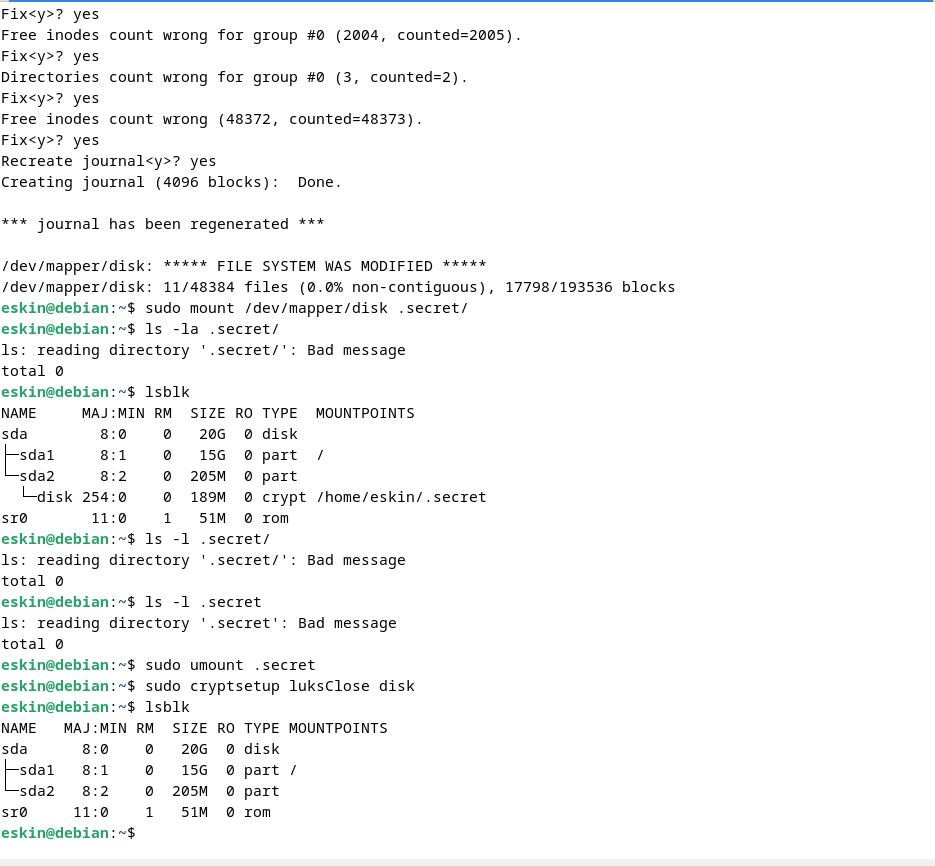 Fix<y>? yes
Free inodes count wrong for group #0 (2004, counted=2005).
Fix<y>? yes
Directories count wrong for group #0 (3, counted=2).
Fix<y>? yes
Free inodes count wrong (48372, counted=48373).
Fix<y>? yes
Recreate journal<y>? yes
Creating journal (4096 blocks):  Done.

*** journal has been regenerated ***

/dev/mapper/disk: ***** FILE SYSTEM WAS MODIFIED *****
/dev/mapper/disk: 11/48384 files (0.0% non-contiguous), 17798/193536 blocks
eskin@debian:~$ sudo mount /dev/mapper/disk .secret/
eskin@debian:~$ ls -la .secret/
ls: reading directory '.secret/': Bad message
total 0
eskin@debian:~$ lsblk
NAME     MAJ:MIN RM  SIZE RO TYPE  MOUNTPOINTS
sda        8:0    0   20G  0 disk
├─sda1     8:1    0   15G  0 part  /
└─sda2     8:2    0  205M  0 part
  └─disk 254:0    0  189M  0 crypt /home/eskin/.secret
sr0       11:0    1   51M  0 rom
eskin@debian:~$ ls -l .secret/
ls: reading directory '.secret/': Bad message
total 0
eskin@debian:~$ ls -l .secret
ls: reading directory '.secret': Bad message
total 0
eskin@debian:~$ sudo umount .secret
eskin@debian:~$ sudo cryptsetup luksClose disk
eskin@debian:~$ lsblk
NAME   MAJ:MIN RM  SIZE RO TYPE MOUNTPOINTS
sda      8:0    0   20G  0 disk
├─sda1   8:1    0   15G  0 part /
└─sda2   8:2    0  205M  0 part
sr0     11:0    1   51M  0 rom
eskin@debian:~$